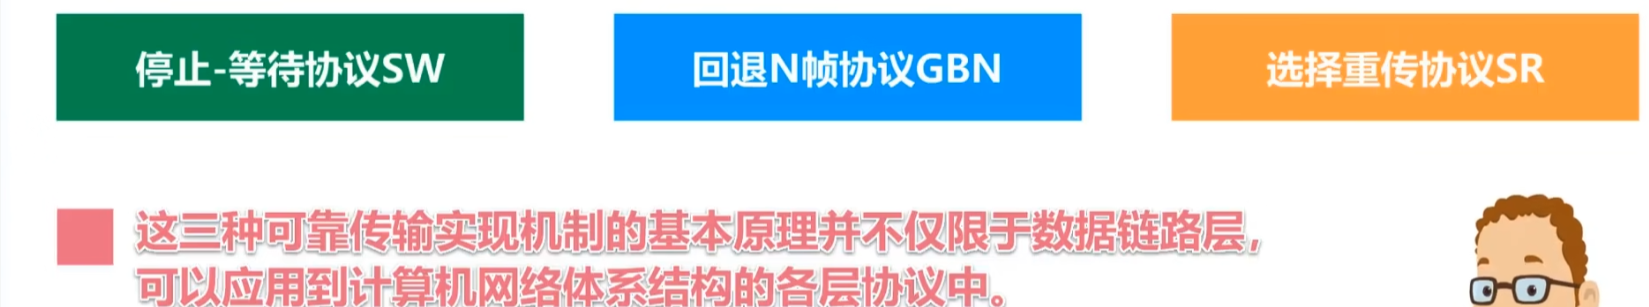 停止-等待协议SW
回退N帧协议GBN
选择重传协议SR
这三种可靠传输实现机制的基本原理并不仅限于数据链路层，
可以应用到计算机网络体系结构的各层协议中。